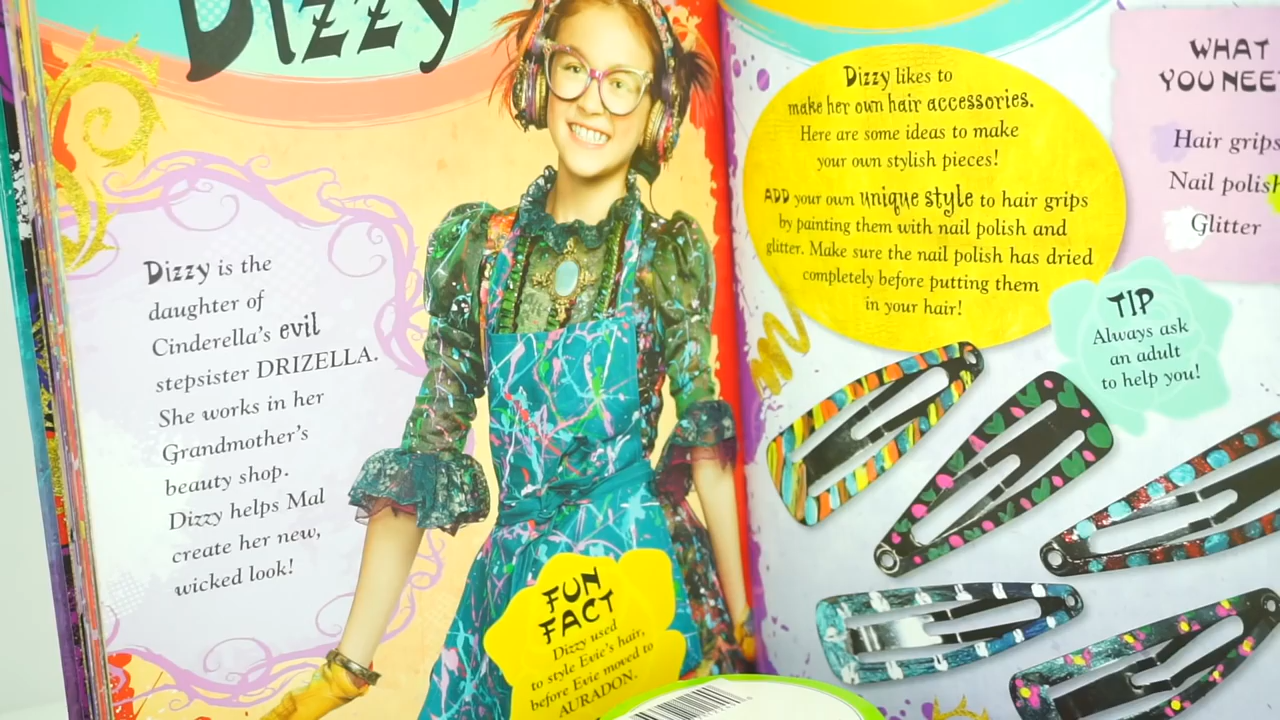 Dizzy
Dizzy is the
daughter of
Cinderella's evil
stepsister DRIZELLA.
She works in her
Grandmother's
beauty shop.
Dizzy helps Mal
create her new,
wicked look!
FUN
FACT
Dizzy used
to style Evie's hair,
before Evie moved to
AURADON.
Dizzy likes to
make her own hair accessories.
Here are some ideas to make
your own stylish pieces!
ADD your own unique style to hair grips
by painting them with nail polish and
glitter. Make sure the nail polish has dried
completely before putting them
in your hair!
WHAT
YOU NEE
Hair grips
Nail polish
Glitter
TIP
Always ask
an adult
to help you!